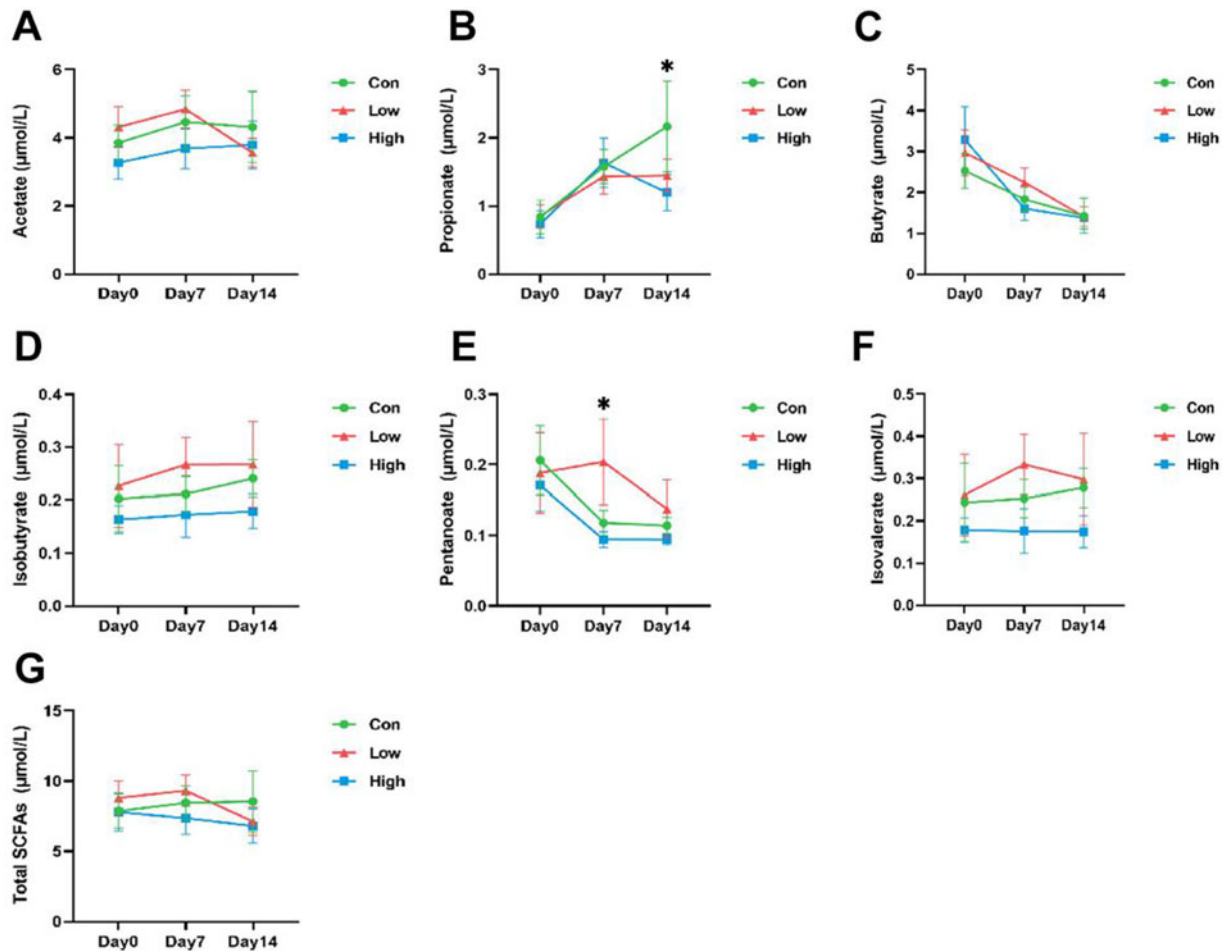 A
Acetate (μmol/L)
6
4
2
0
Day0 Day7 Day14
Con
Low
High
B
Propionate (μmol/L)
3
2
1
0
*
Day0 Day7 Day14
Con
Low
High
C
Butyrate (μmol/L)
5
4
3
2
1
0
Day0 Day7 Day14
Con
Low
High
D
Isobutyrate (μmol/L)
0.4
0.3
0.2
0.1
0.0
Day0 Day7 Day14
Con
Low
High
E
Pentanoate (μmol/L)
0.3
0.2
0.1
0.0
*
Day0 Day7 Day14
Con
Low
High
F
Isovalerate (μmol/L)
0.5
0.4
0.3
0.2
0.1
0.0
Day0 Day7 Day14
Con
Low
High
G
Total SCFAs (μmol/L)
15
10
5
0
Day0 Day7 Day14
Con
Low
High